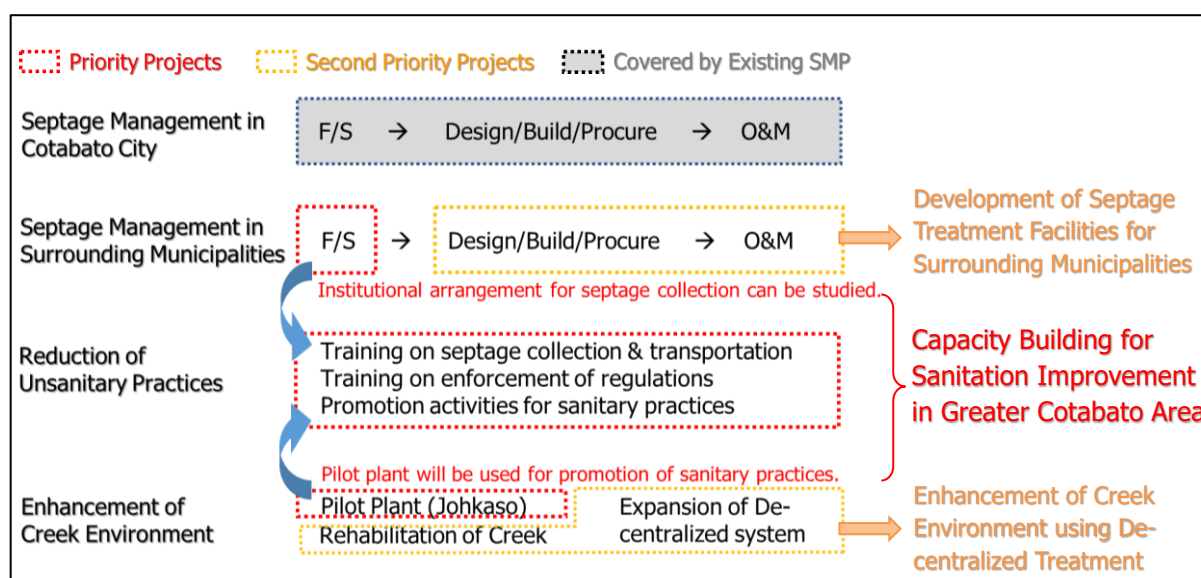 Priority Projects
Second Priority Projects
Covered by Existing SMP
Septage Management in
Cotabato City
F/S → Design/Build/Procure → O&M
Septage Management in
Surrounding Municipalities
F/S → Design/Build/Procure → O&M
Development of Septage
Treatment Facilities for
Surrounding Municipalities
Institutional arrangement for septage collection can be studied.
Reduction of
Unsanitary Practices
Training on septage collection & transportation
Training on enforcement of regulations
Promotion activities for sanitary practices
Capacity Building for
Sanitation Improvement
in Greater Cotabato Area
Pilot plant will be used for promotion of sanitary practices.
Enhancement of
Creek Environment
Pilot Plant (Johkaso)
Rehabilitation of Creek
Expansion of De-
centralized system
Enhancement of Creek
Environment using De-
centralized Treatment